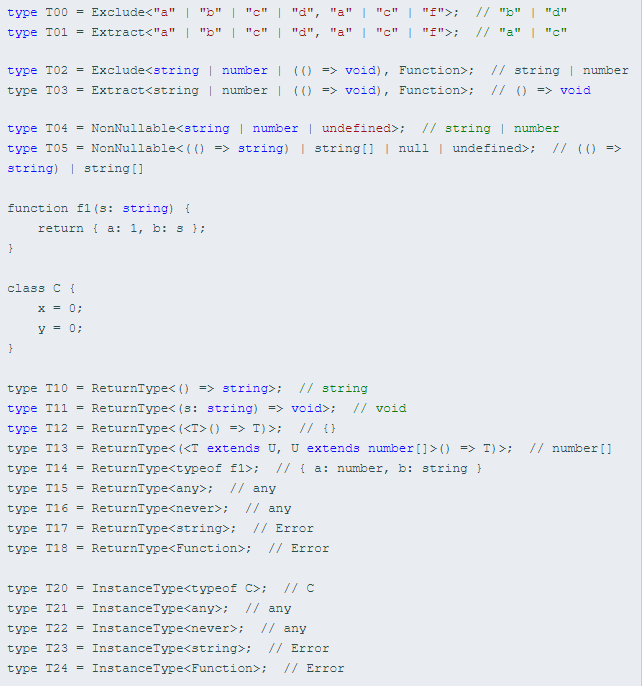 type T00 = Exclude<"a" | "b" | "c" | "d", "a" | "c" | "f">;  // "b" | "d"
type T01 = Extract<"a" | "b" | "c" | "d", "a" | "c" | "f">;  // "a" | "c"

type T02 = Exclude<string | number | (() => void), Function>;  // string | number
type T03 = Extract<string | number | (() => void), Function>;  // () => void

type T04 = NonNullable<string | number | undefined>;  // string | number
type T05 = NonNullable<(() => string) | string[] | null | undefined>;  // (() =>
string) | string[]

function f1(s: string) {
    return { a: 1, b: s };
}

class C {
    x = 0;
    y = 0;
}

type T10 = ReturnType<() => string>;  // string
type T11 = ReturnType<(s: string) => void>;  // void
type T12 = ReturnType<(<T>() => T)>;  // {}
type T13 = ReturnType<(<T extends U, U extends number[]>() => T)>;  // number[]
type T14 = ReturnType<typeof f1>;  // { a: number, b: string }
type T15 = ReturnType<any>;  // any
type T16 = ReturnType<never>;  // any
type T17 = ReturnType<string>;  // Error
type T18 = ReturnType<Function>;  // Error

type T20 = InstanceType<typeof C>;  // C
type T21 = InstanceType<any>;  // any
type T22 = InstanceType<never>;  // any
type T23 = InstanceType<string>;  // Error
type T24 = InstanceType<Function>;  // Error